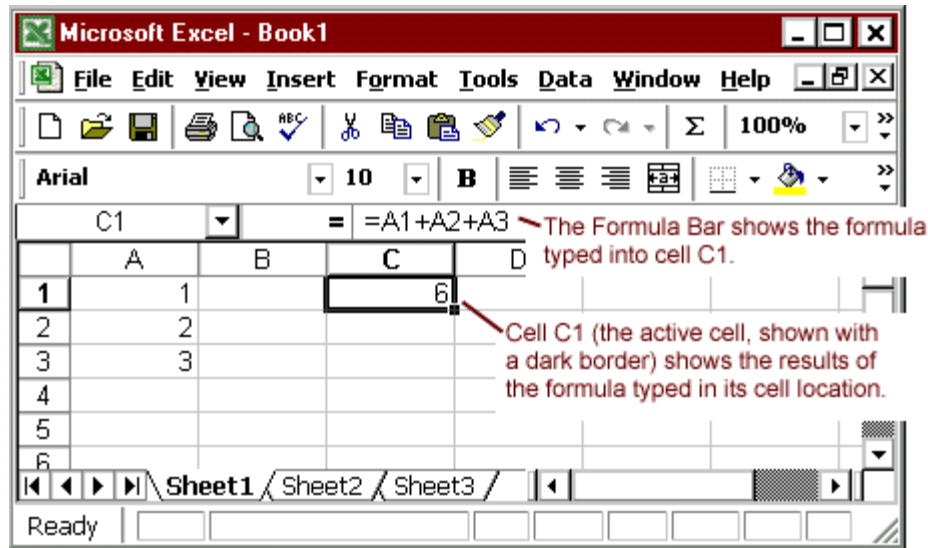 Microsoft Excel - Book1
File Edit View Insert Format Tools Data Window Help
ABC Σ 100% »
Arial 10 B a »
C1 = =A1+A2+A3 The Formula Bar shows the formula
typed into cell C1.
A B C D
1 1 6
2 2
3 3
Cell C1 (the active cell, shown with
a dark border) shows the results of
the formula typed in its cell location.
4
5
6
Sheet1 Sheet2 Sheet3
Ready